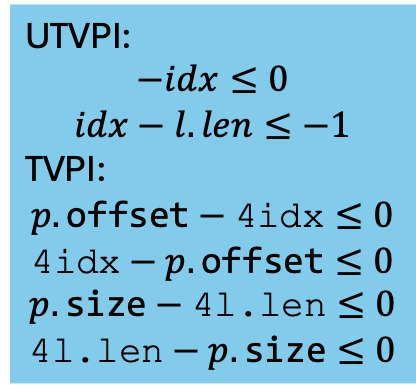 UTVPI:
−idx ≤ 0
idx − l.len ≤ −1
TVPI:
p.offset − 4idx ≤ 0
4idx − p.offset ≤ 0
p.size − 4l.len ≤ 0
4l.len − p.size ≤ 0